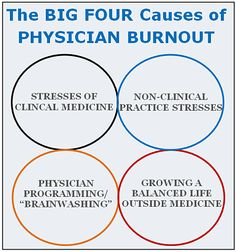 The BIG FOUR Causes of
PHYSICIAN BURNOUT
STRESSES OF
CLINCAL MEDICINE
NON-CLINICAL
PRACTICE STRESSES
PHYSICIAN
PROGRAMMING/
“BRAINWASHING”
GROWING A
BALANCED LIFE
OUTSIDE MEDICINE